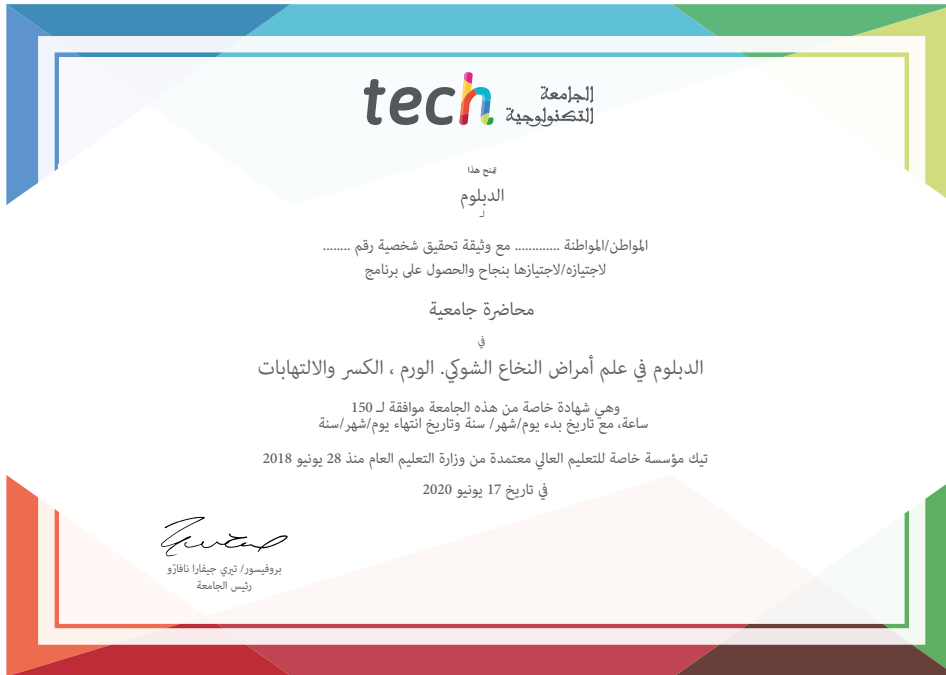 tech الجامعة
التكنولوجية
تمنح هذا
الدبلوم
لـ
المواطن/المواطنة ............. مع وثيقة تحقيق شخصية رقم ........
لاجتيازه/لاجتيازها بنجاح والحصول على برنامج
محاضرة جامعية
في
الدبلوم في علم أمراض النخاع الشوكي. الورم ، الكسر والالتهابات
وهي شهادة خاصة من هذه الجامعة موافقة لـ 150
ساعة، مع تاريخ بدء يوم/شهر/ سنة وتاريخ انتهاء يوم/شهر/سنة
تيك مؤسسة خاصة للتعليم العالي معتمدة من وزارة التعليم العام منذ 28 يونيو 2018
في تاريخ 17 يونيو 2020
بروفيسور/ تيري جيفارا نافارّو
رئيس الجامعة